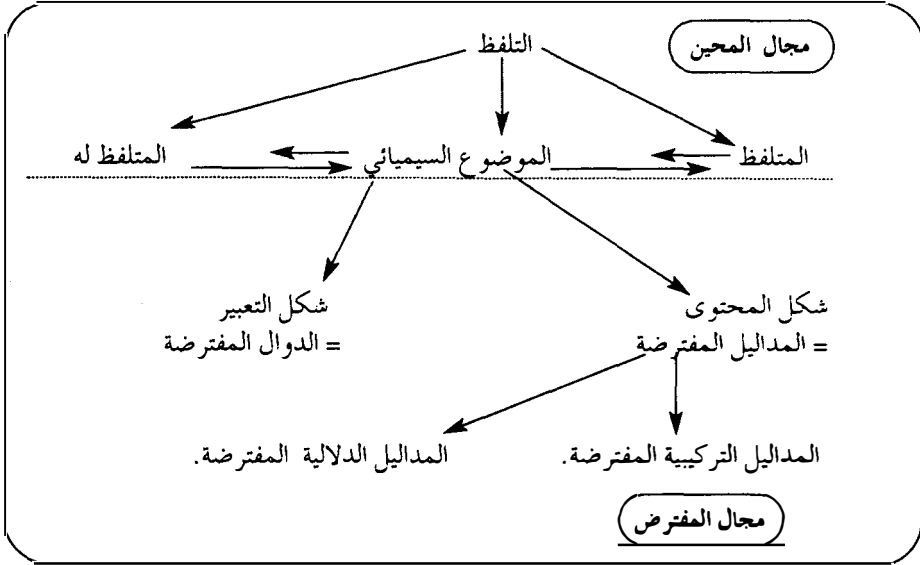 مجال المحين
التلفظ
المتلفظ
الموضوع السيميائي
المتلفظ له
شكل المحتوى
= المداليل المفترضة
شكل التعبير
= الدوال المفترضة
المداليل التركيبية المفترضة.
المداليل الدلالية المفترضة.
مجال المفترض